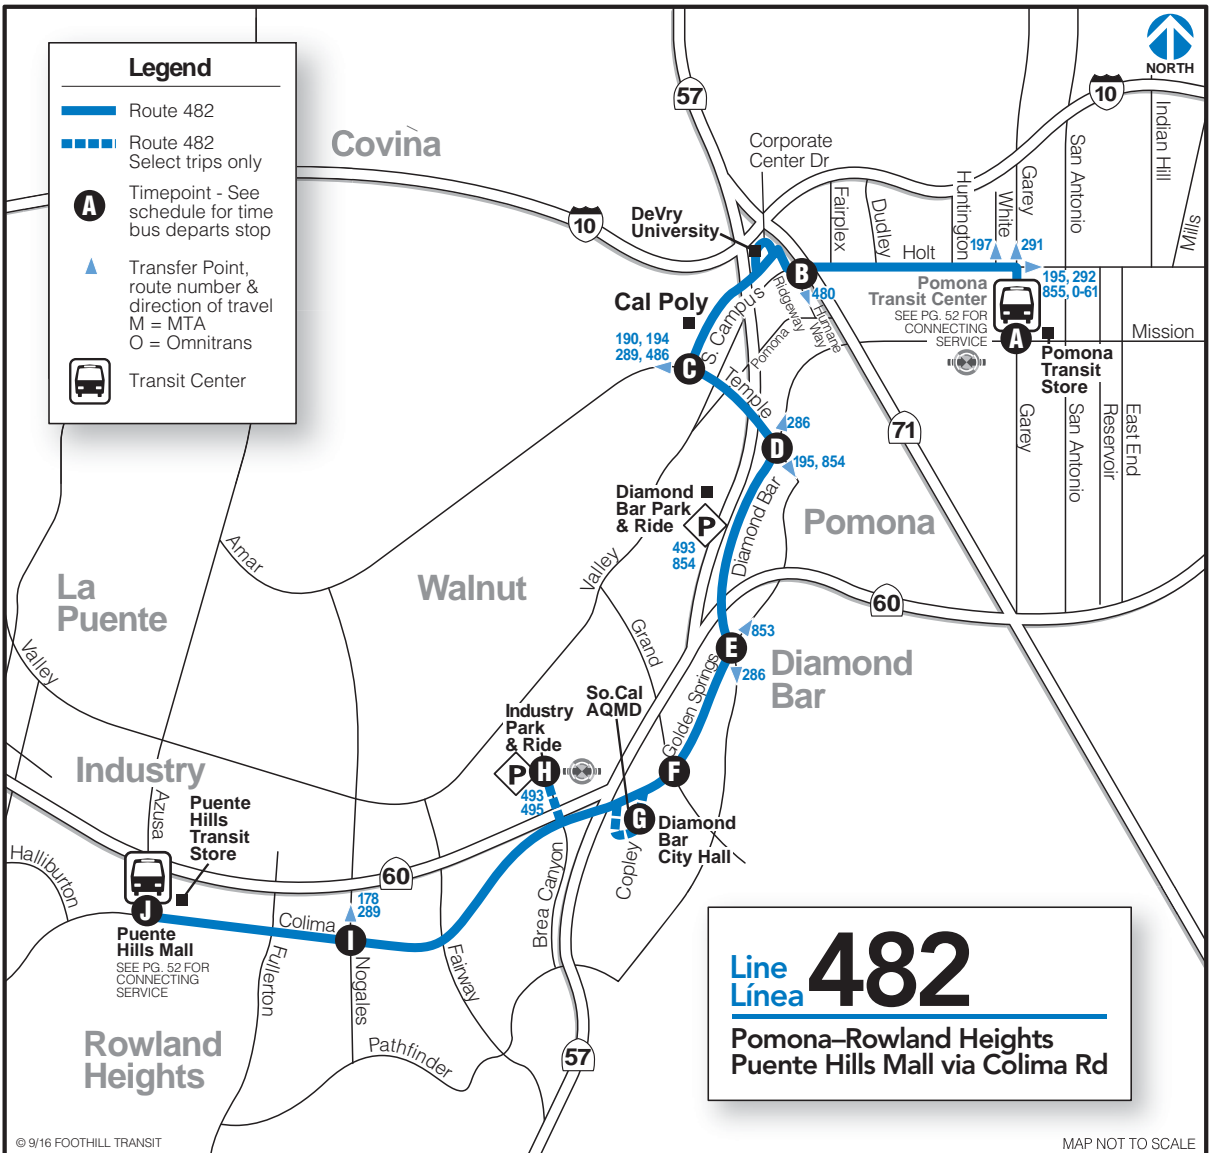 Legend
Route 482
Route 482
Select trips only
A
Timepoint - See
schedule for time
bus departs stop
Transfer Point,
route number &
direction of travel
M = MTA
O = Omnitrans
Transit Center
NORTH
57
10
Covina
Corporate
Center Dr
10
DeVry
University
Fairplex
Dudley
Huntington
White
Garey
San Antonio
Indian Hill
Mills
Holt
197
291
195, 292
855, 0-61
B
480
Ridgeway
Humane
Way
Pomona
Transit Center
SEE PG. 52 FOR
CONNECTING
SERVICE
A
Mission
Pomona
Transit
Store
Cal Poly
S. Campus
Pomona
190, 194
289, 486
C
Temple
286
D
195, 854
71
Garey
San Antonio
Reservoir
East End
Diamond
Bar Park
& Ride
P
493
854
Diamond Bar
Pomona
Amar
La
Puente
Walnut
Valley
60
Valley
Grand
853
E
286
Diamond
Bar
Golden Springs
So.Cal
AQMD
Industry
Park
& Ride
P
H
493
495
F
G
Diamond
Bar
City Hall
Copley
Industry
Azusa
Puente
Hills
Transit
Store
Halliburton
60
178
289
J
Colima
I
Puente
Hills Mall
SEE PG. 52 FOR
CONNECTING
SERVICE
Fullerton
Nogales
Fairway
Brea Canyon
Pathfinder
57
Rowland
Heights
Line
Línea
482
Pomona–Rowland Heights
Puente Hills Mall via Colima Rd
© 9/16 FOOTHILL TRANSIT
MAP NOT TO SCALE